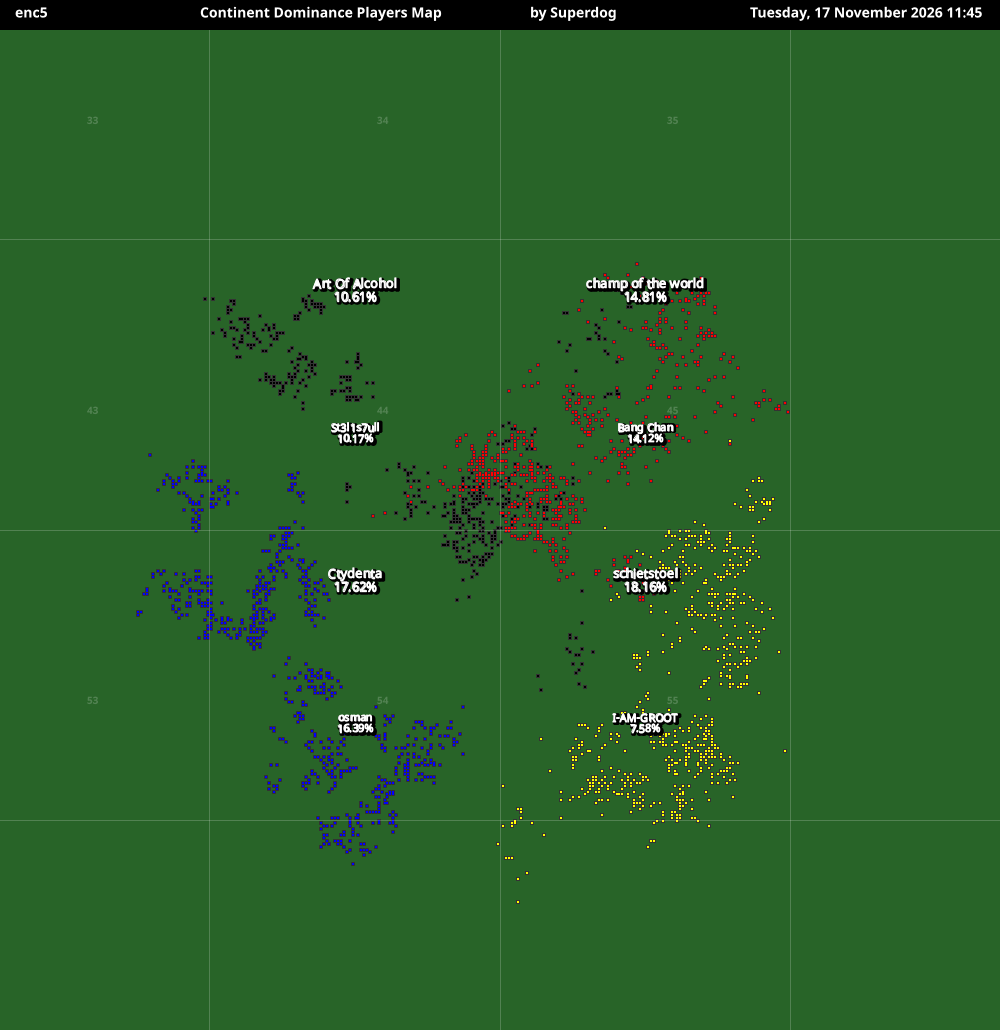 enc5 Continent Dominance Players Map by Superdog Tuesday, 17 November 2026 11:45
33 34 35
Art Of Alcohol champ of the world
10.61% 14.81%
43 44 45
St3l1s7ull Bang Chan
10.17% 14.12%
Ctydenta schietstoel
17.62% 18.16%
53 54 55
osman I-AM-GROOT
16.39% 7.58%